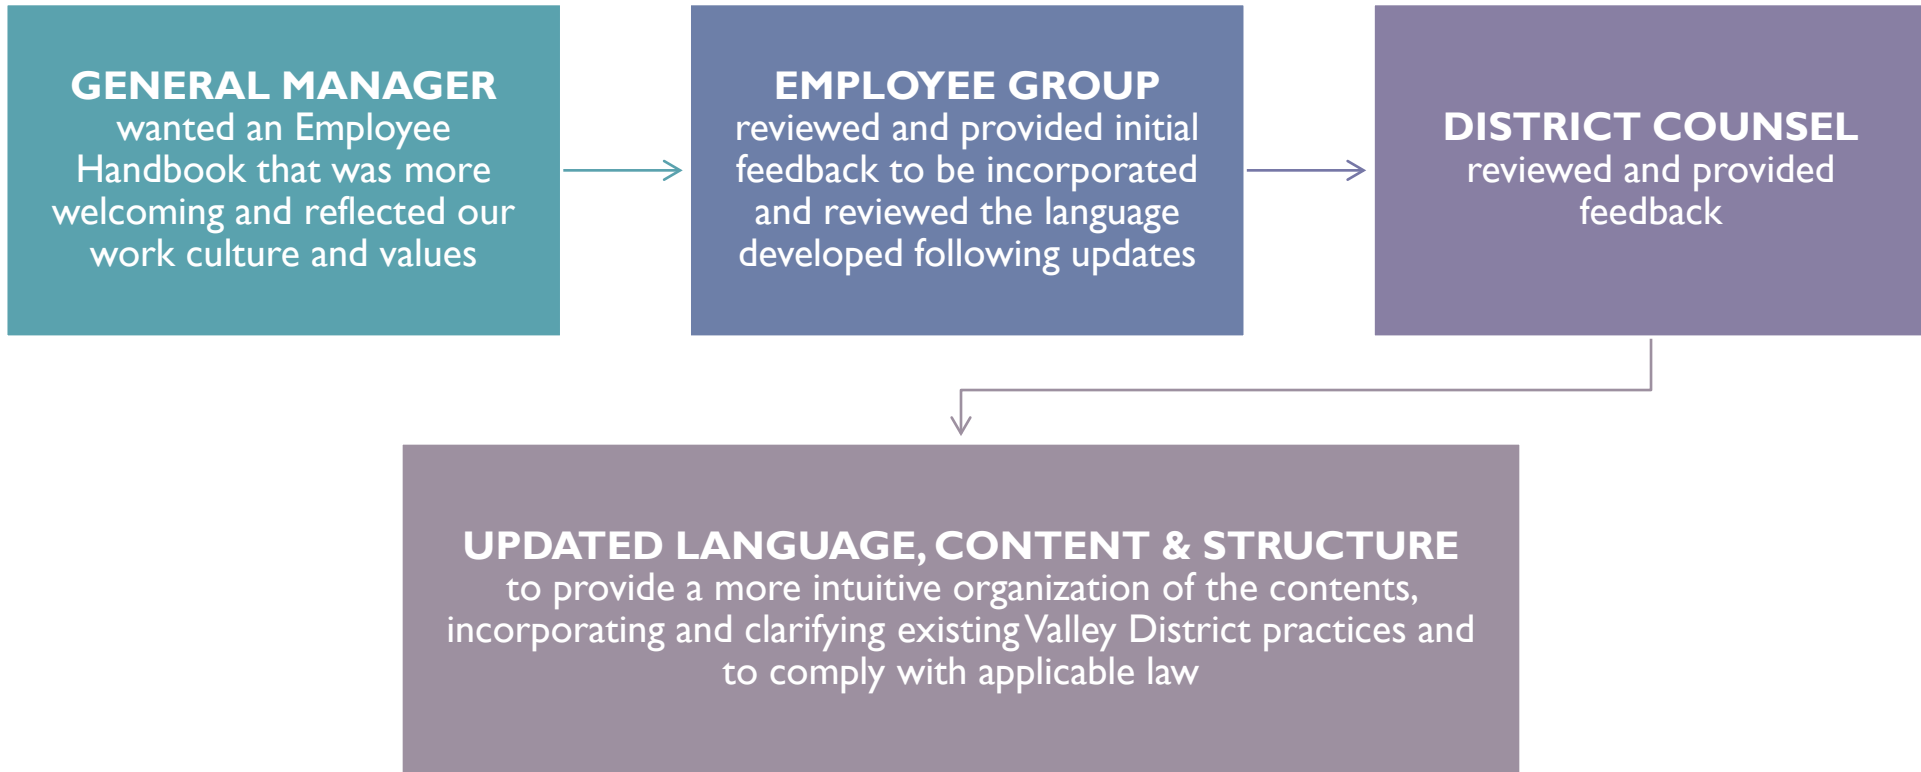 GENERAL MANAGER
wanted an Employee
Handbook that was more
welcoming and reflected our
work culture and values
EMPLOYEE GROUP
reviewed and provided initial
feedback to be incorporated
and reviewed the language
developed following updates
DISTRICT COUNSEL
reviewed and provided
feedback
UPDATED LANGUAGE, CONTENT & STRUCTURE
to provide a more intuitive organization of the contents,
incorporating and clarifying existing Valley District practices and
to comply with applicable law